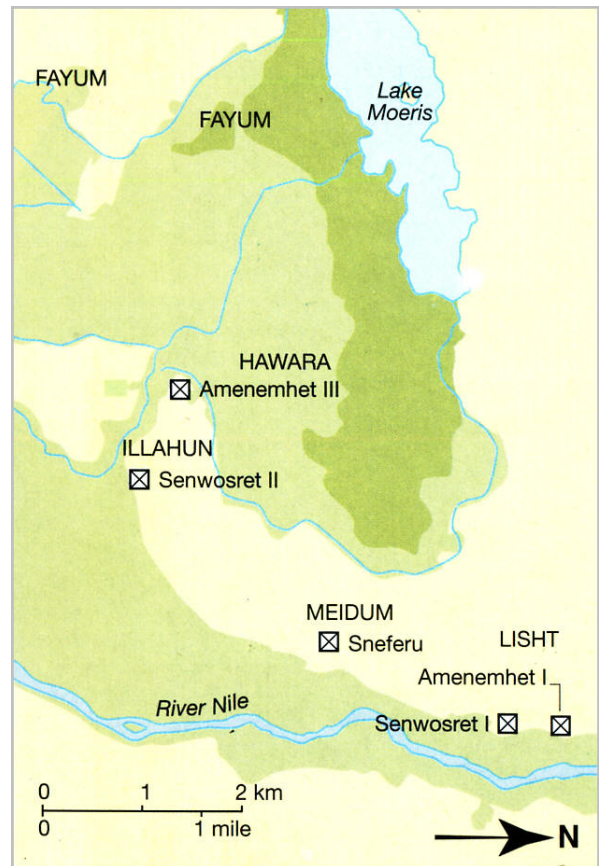 FAYUM
FAYUM
Lake
Moeris
HAWARA
Amenemhet III
ILLAHUN
Senwosret II
MEIDUM
Sneferu
LISHT
Amenemhet I
River Nile
Senwosret I
0 1 2 km
0 1 mile
N